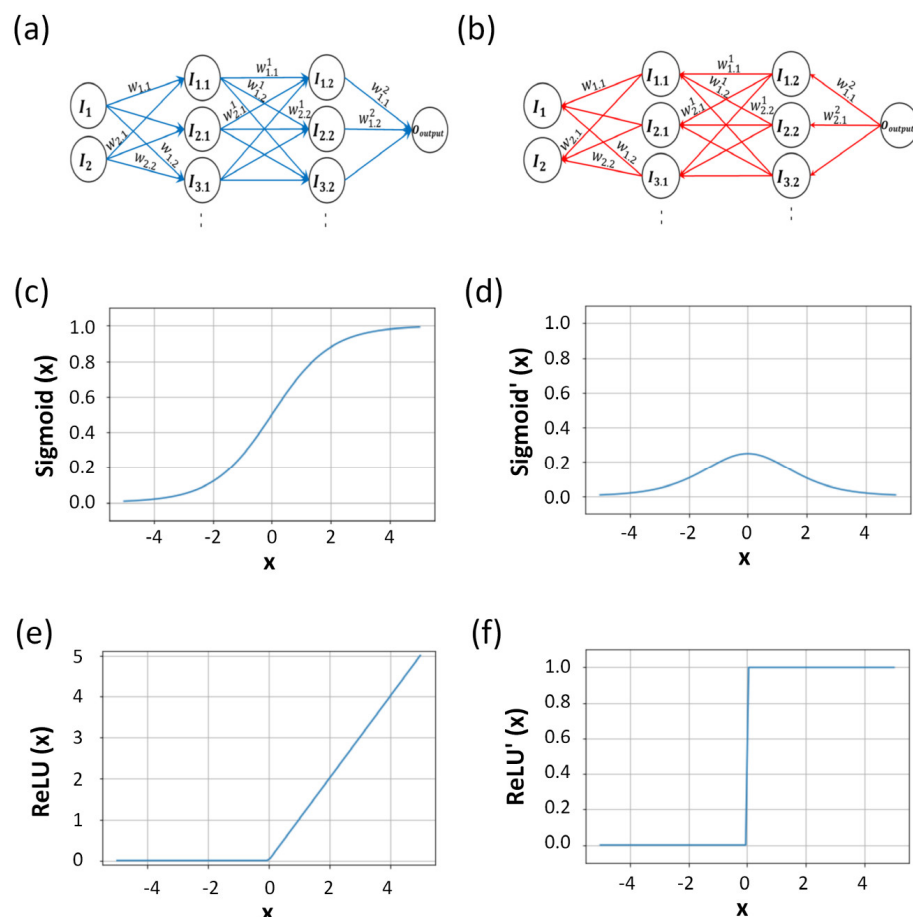 (a)
w1.1
w2.1
w1.2
w2.2
I1
I2
I1.1
I2.1
I3.1
w¹1.1
w¹1.2
w¹2.1
w¹2.2
I1.2
I2.2
I3.2
w²1.1
w²1.2
Ooutput
(b)
w1.1
w2.1
w1.2
w2.2
I1
I2
I1.1
I2.1
I3.1
w¹1.1
w¹1.2
w¹2.1
w¹2.2
I1.2
I2.2
I3.2
w²1.1
w²2.1
Ooutput
(c)
Sigmoid (x)
1.0
0.8
0.6
0.4
0.2
0.0
-4 -2 0 2 4
x
(d)
Sigmoid' (x)
1.0
0.8
0.6
0.4
0.2
0.0
-4 -2 0 2 4
x
(e)
ReLU (x)
5
4
3
2
1
0
-4 -2 0 2 4
x
(f)
ReLU' (x)
1.0
0.8
0.6
0.4
0.2
0.0
-4 -2 0 2 4
x